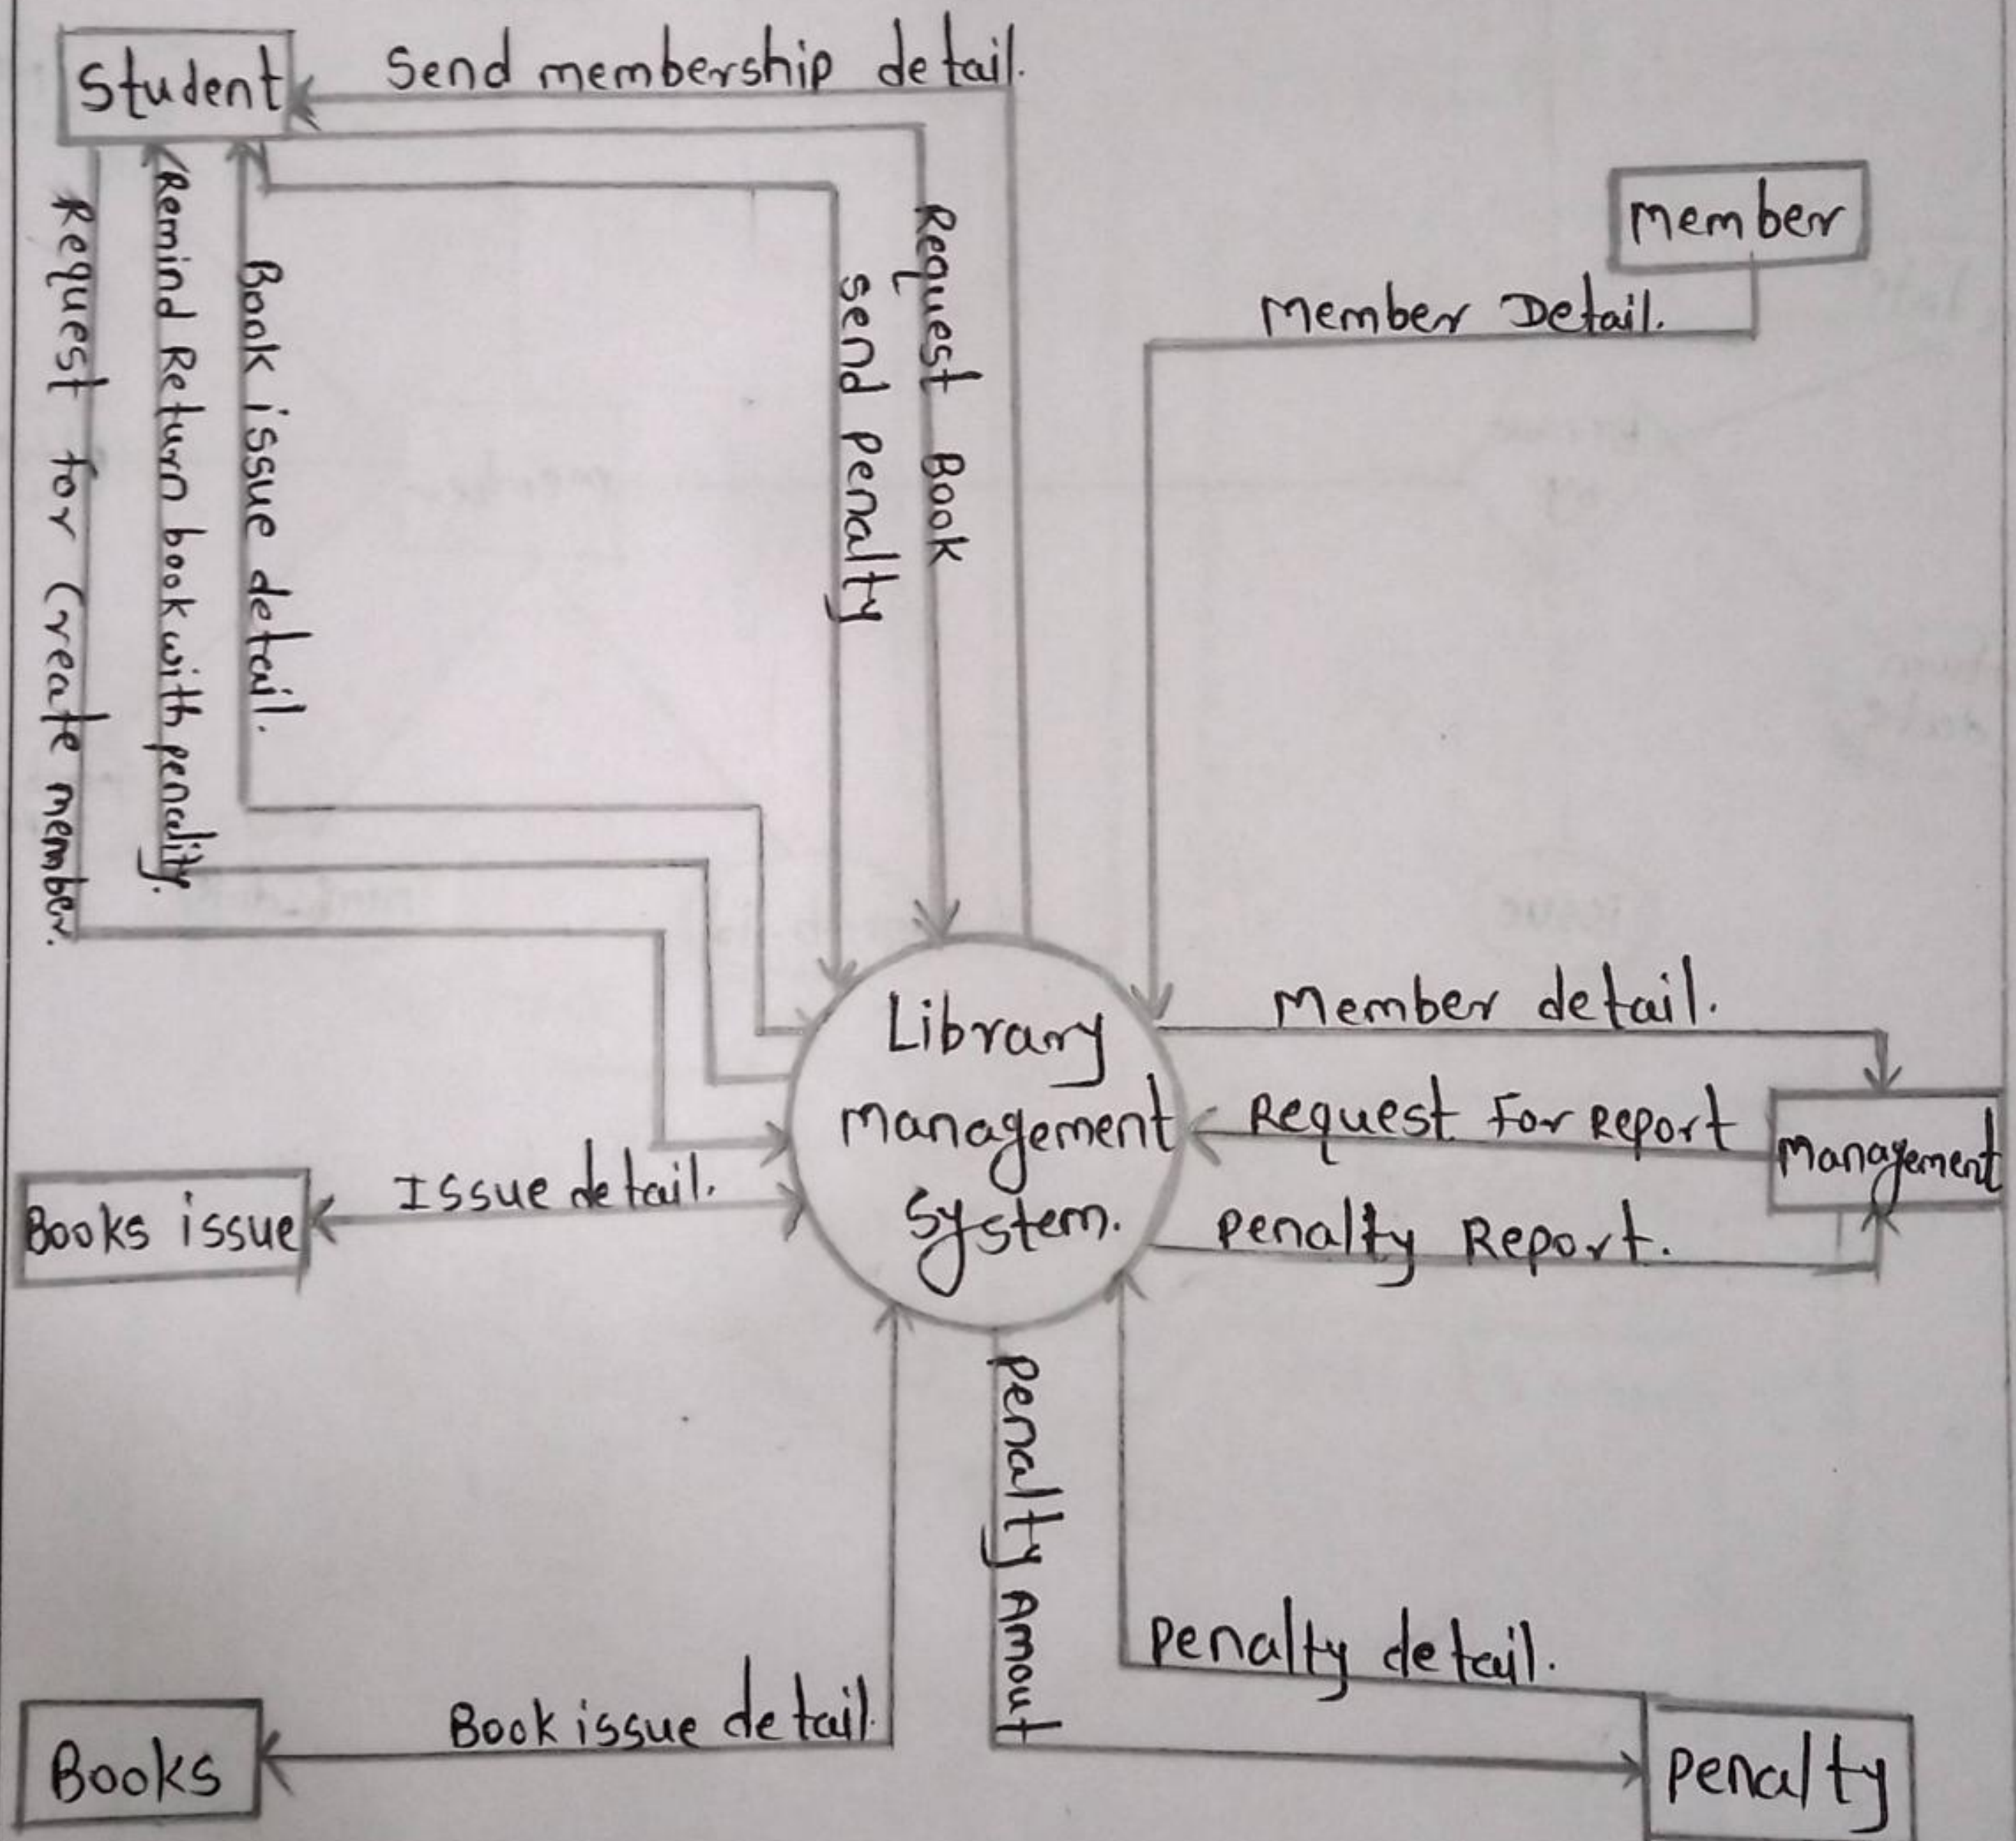 Student
Send membership detail.
member
Member Detail.
Request for Create member.
Remind Return book with penality.
Book issue detail.
send penalty
Request Book
Library
management
System.
Member detail.
Request For Report
management
Penalty Report.
Books issue
Issue detail.
Penalty Amout
Penalty detail.
Book issue detail.
Books
Penalty